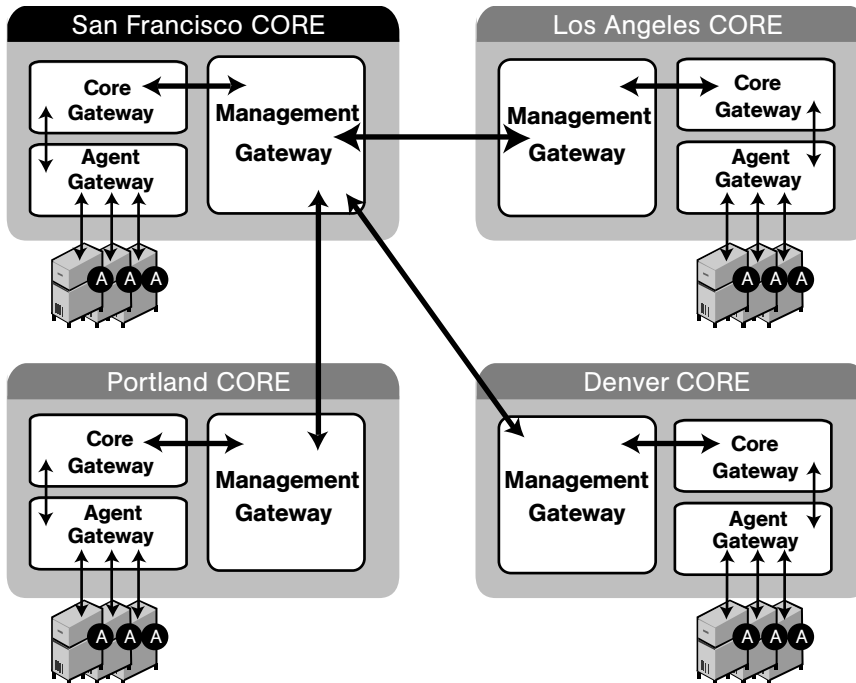 San Francisco CORE
Core
Gateway
Management
Gateway
Agent
Gateway
A A A
Los Angeles CORE
Management
Gateway
Core
Gateway
Agent
Gateway
A A A
Portland CORE
Core
Gateway
Management
Gateway
Agent
Gateway
A A A
Denver CORE
Management
Gateway
Core
Gateway
Agent
Gateway
A A A